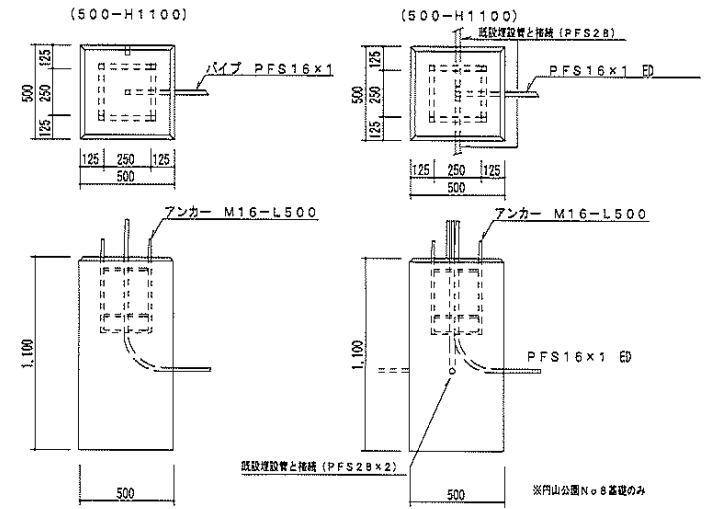 (500-H1100)
パイプ PFS16×1
125
250
125
500
125 250 125
500
アンカー M16-L500
1,100
500
(500-H1100)
既設埋設管と接続(PFS28)
PFS16×1 ED
125
250
125
500
125 250 125
500
アンカー M16-L500
1,100
PFS16×1 ED
既設埋設管と接続(PFS28×2)
500
※円山公園No8基礎のみ